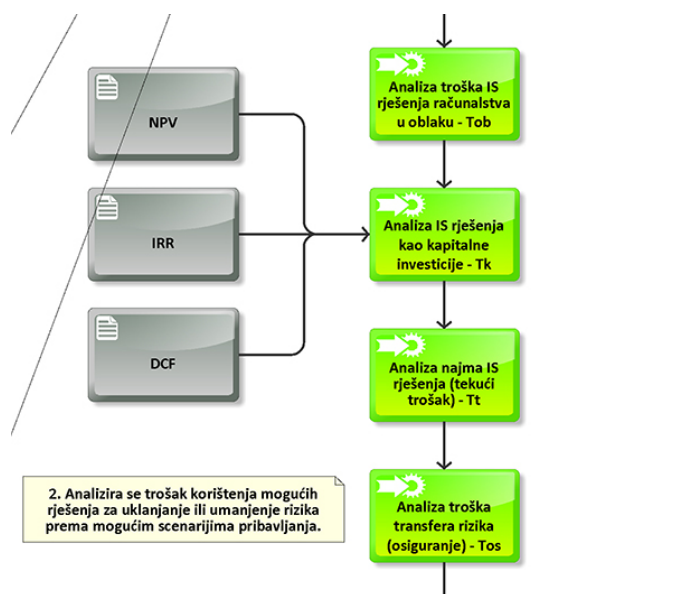 NPV
IRR
DCF
Analiza troška IS
rješenja računalstva
u oblaku - Tob
Analiza IS rješenja
kao kapitalne
investicije - Tk
Analiza najma IS
rješenja (tekući
trošak) - Tt
Analiza troška
transfera rizika
(osiguranje) - Tos
2. Analizira se trošak korištenja mogućih
rješenja za uklanjanje ili umanjenje rizika
prema mogućim scenarijima pribavljanja.